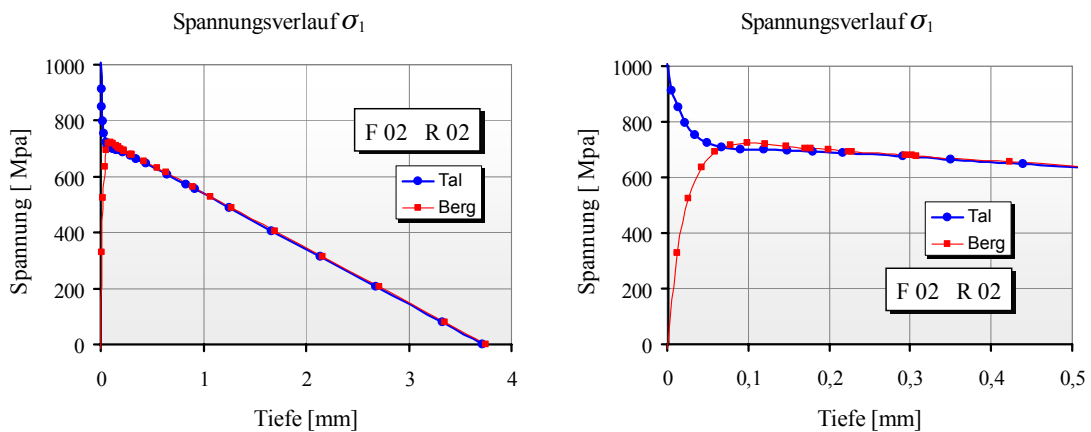 Spannungsverlauf σ1
Spannung [ Mpa]
1000
800
600
400
200
0
0
1
2
3
4
Tiefe [mm]
F 02 R 02
Tal
Berg
Spannungsverlauf σ1
Spannung [ MPa]
1000
800
600
400
200
0
0
0,1
0,2
0,3
0,4
0,5
Tiefe [mm]
Tal
Berg
F 02 R 02